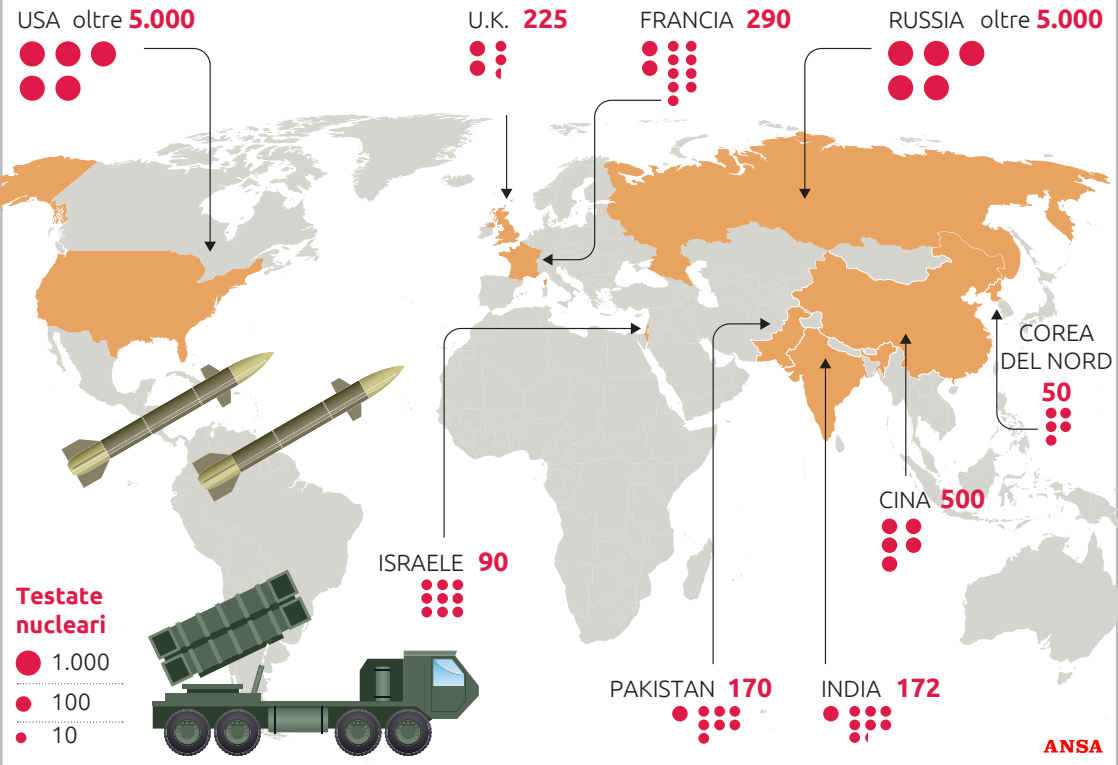 USA oltre 5.000
U.K. 225
FRANCIA 290
RUSSIA oltre 5.000
COREA
DEL NORD
50
CINA 500
ISRAELE 90
PAKISTAN 170
INDIA 172
Testate
nucleari
1.000
100
10
ANSA